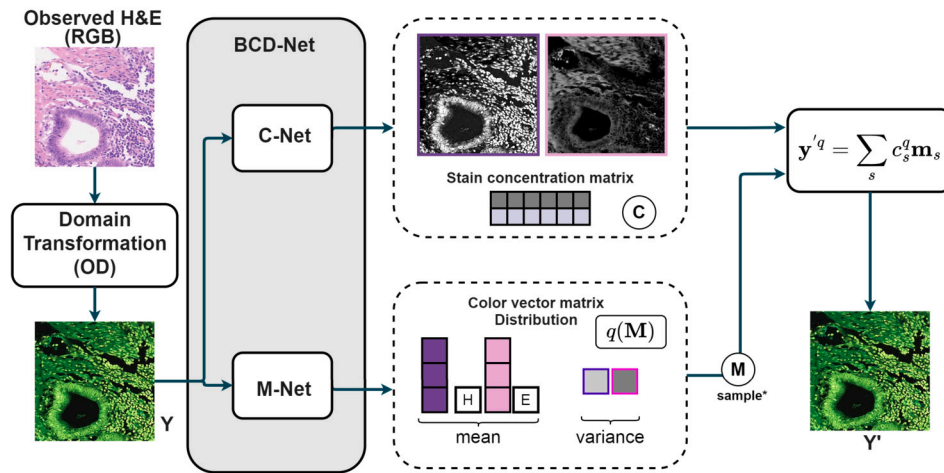 Observed H&E
(RGB)
Domain
Transformation
(OD)
Y
BCD-Net
C-Net
M-Net
Stain concentration matrix
C
Color vector matrix
Distribution
q(M)
H
E
mean
variance
M
sample*
y'^q = ∑_s c_s^q m_s
Y'